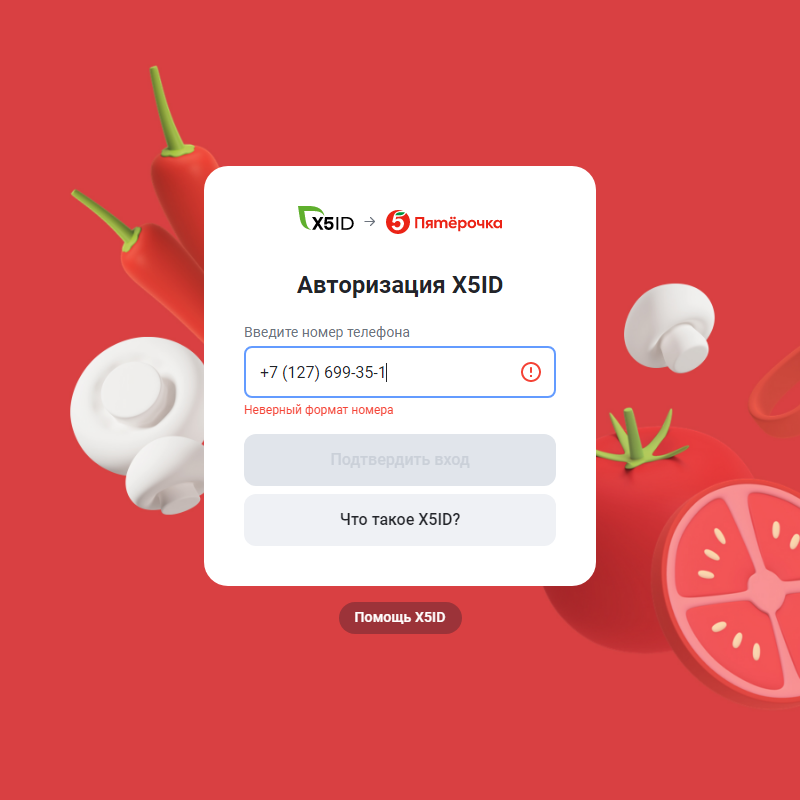 X5ID → 5 Пятёрочка
Авторизация X5ID
Введите номер телефона
+7 (127) 699-35-1
Неверный формат номера
Подтвердить вход
Что такое X5ID?
Помощь X5ID